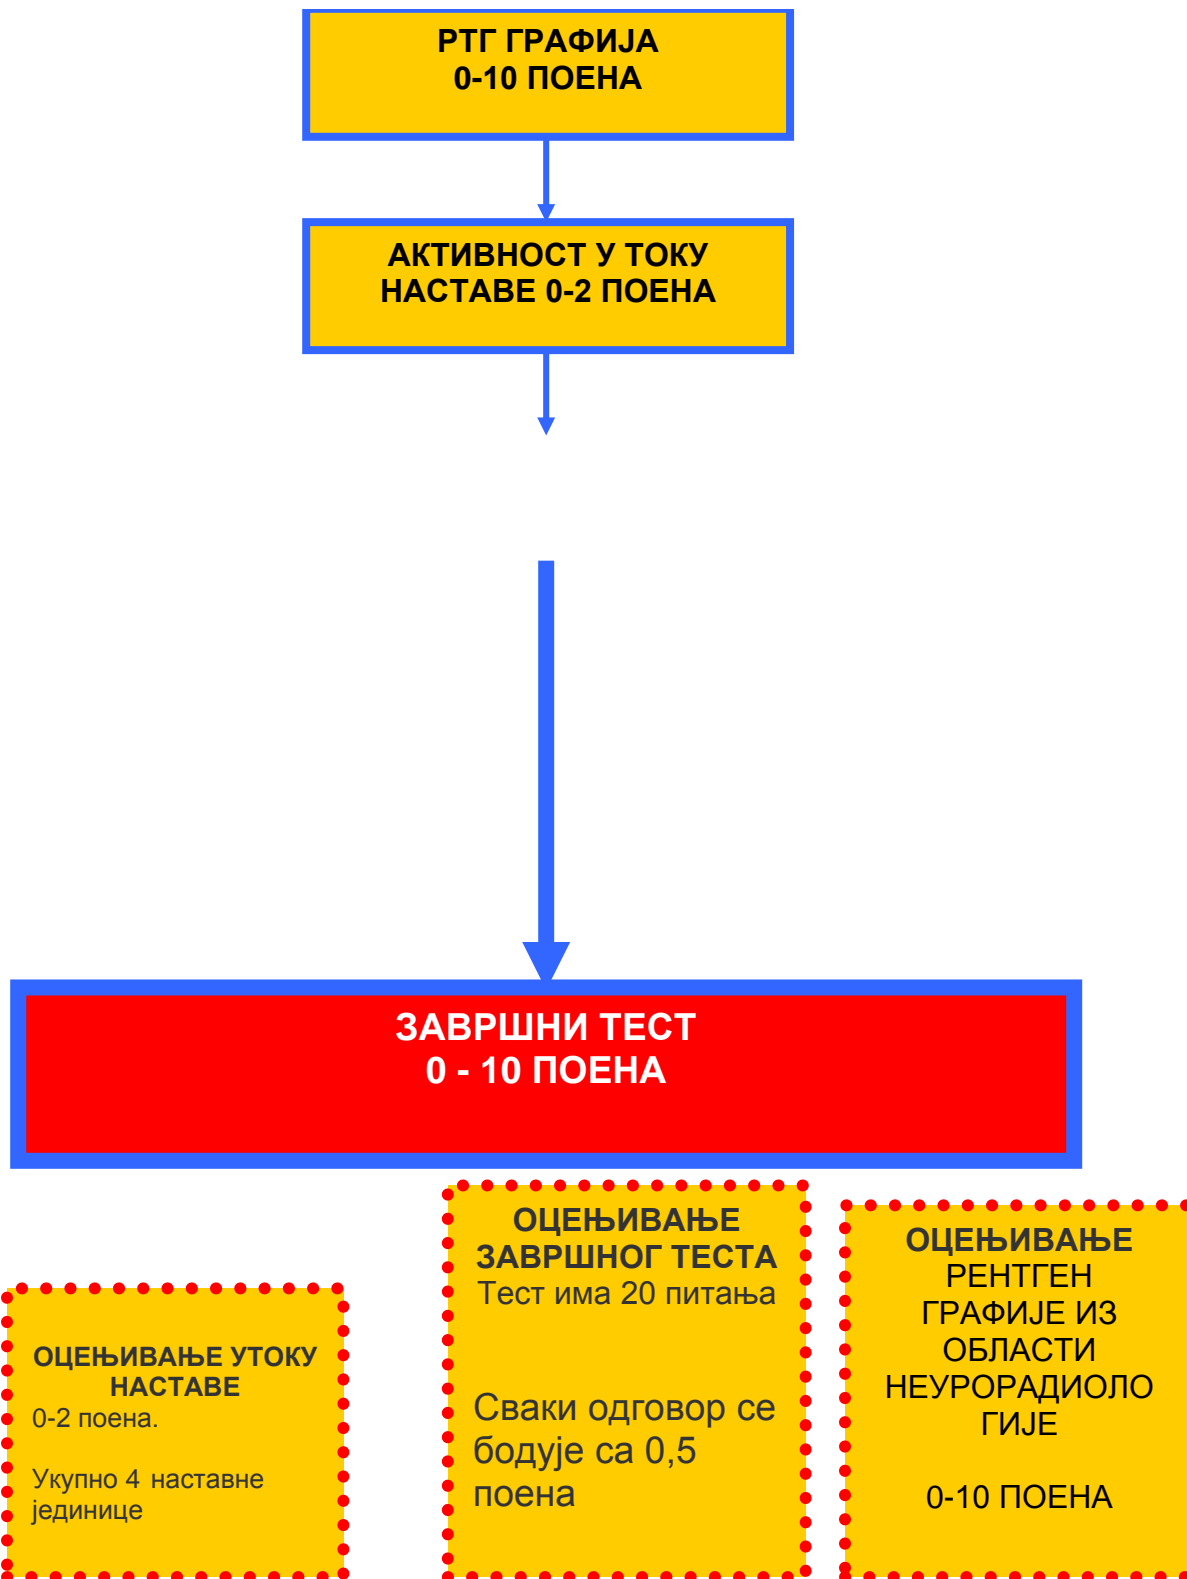 РТГ ГРАФИЈА
0-10 ПОЕНА
АКТИВНОСТ У ТОКУ
НАСТАВЕ 0-2 ПОЕНА
ЗАВРШНИ ТЕСТ
0 - 10 ПОЕНА
ОЦЕЊИВАЊЕ УТОКУ
НАСТАВЕ
0-2 поена.
Укупно 4 наставне
јединице
ОЦЕЊИВАЊЕ
ЗАВРШНОГ ТЕСТА
Тест има 20 питања
Сваки одговор се
бодује са 0,5
поена
ОЦЕЊИВАЊЕ
РЕНТГЕН
ГРАФИЈЕ ИЗ
ОБЛАСТИ
НЕУРОРАДИОЛО
ГИЈЕ
0-10 ПОЕНА